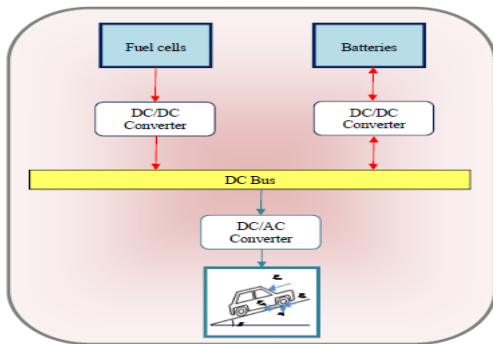 Fuel cells
Batteries
DC/DC
Converter
DC/DC
Converter
DC Bus
DC/AC
Converter